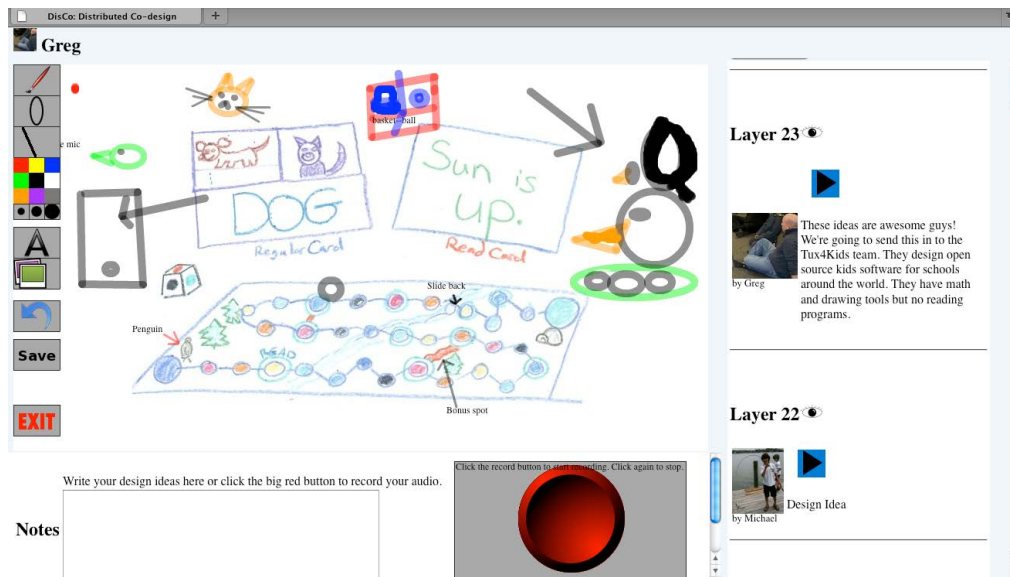 DisCo: Distributed Co-design
+
Greg
e mic
basket-ball
DOG
Regular Card
Sun is
up.
Read Card
Q
A
Save
EXIT
Slide back
Penguin
READ
Bonus spot
Write your design ideas here or click the big red button to record your audio.
Notes
Click the record button to start recording. Click again to stop.
Layer 23
These ideas are awesome guys!
We're going to send this in to the
Tux4Kids team. They design open
source kids software for schools
around the world. They have math
and drawing tools but no reading
programs.
by Greg
Layer 22
Design Idea
by Michael